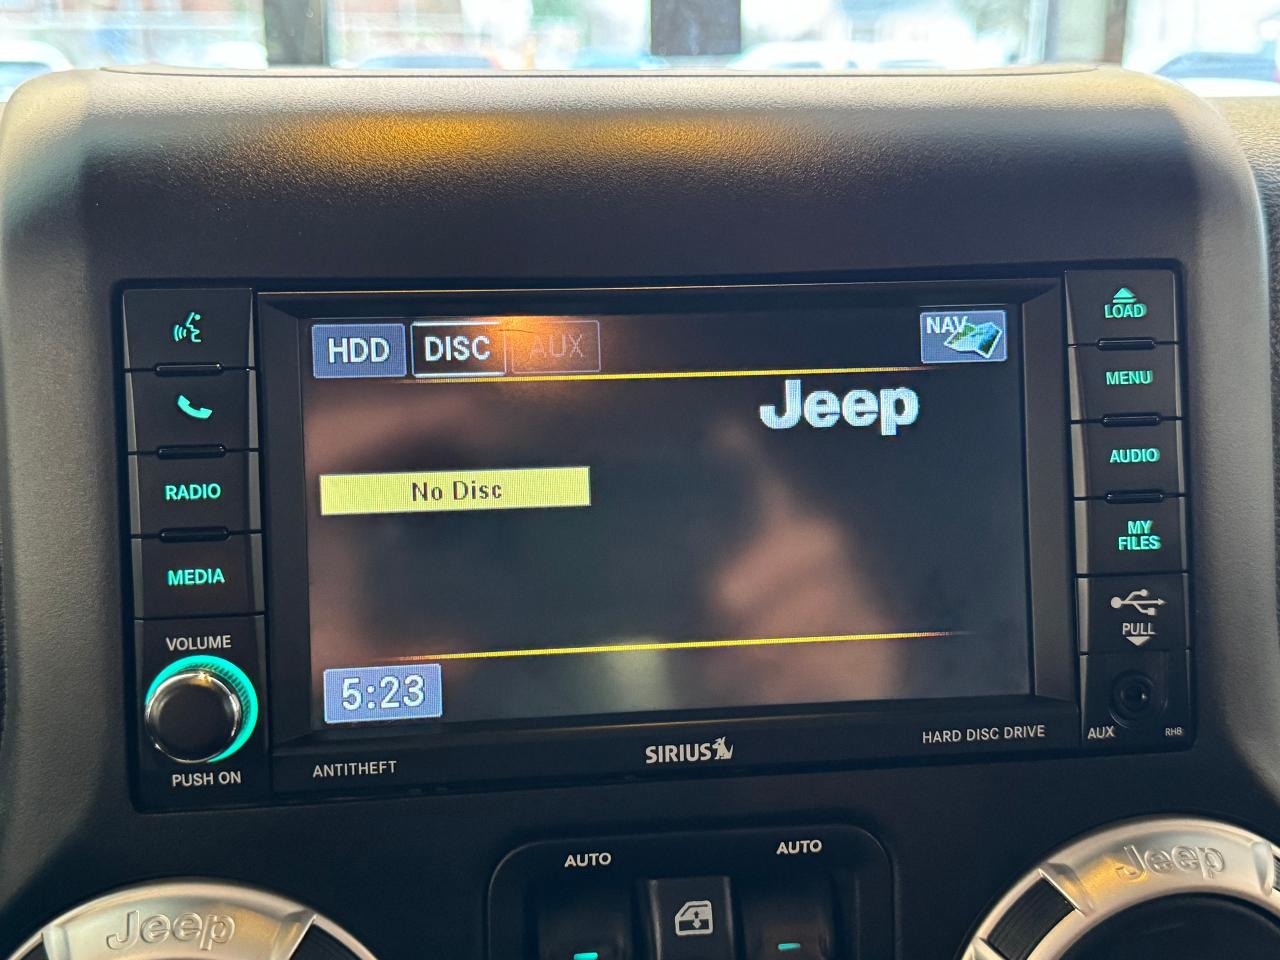 HDD DISC AUX NAV
Jeep
No Disc
5:23
RADIO
MEDIA
VOLUME
PUSH ON
LOAD
MENU
AUDIO
MY
FILES
PULL
AUX RHB
ANTITHEFT
SIRIUS
HARD DISC DRIVE
AUTO AUTO
Jeep
Jeep